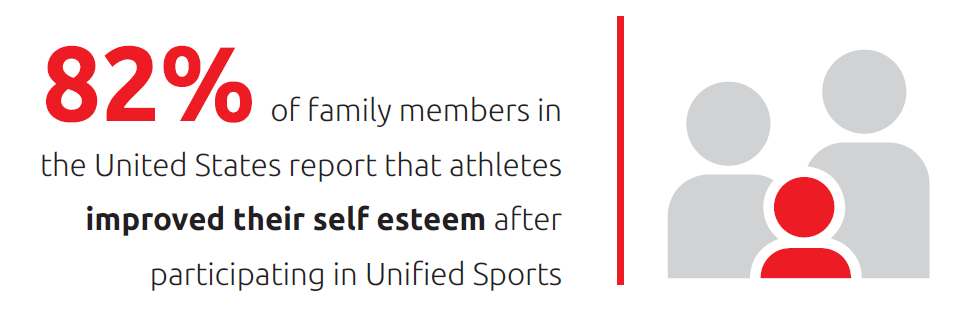 82% of family members in
the United States report that athletes
improved their self esteem after
participating in Unified Sports